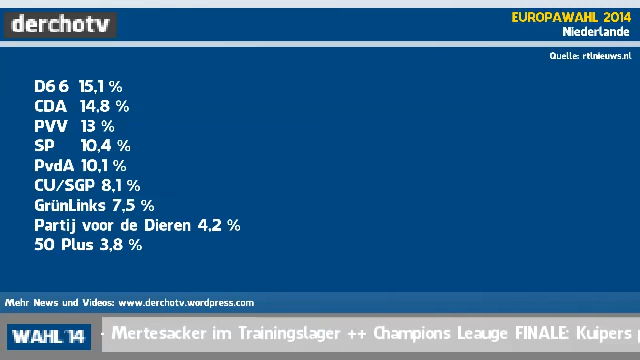 derchotv
EUROPAWAHL 2014
Niederlande
Quelle: rtlnieuws.nl
D66 15,1 %
CDA 14,8 %
PVV 13 %
SP 10,4 %
PvdA 10,1 %
CU/SGP 8,1 %
GrünLinks 7,5 %
Partij voor de Dieren 4,2 %
50 Plus 3,8 %
Mehr News und Videos: www.derchotv.wordpress.com
WAHL 14
- Mertesacker im Trainingslager ++ Champions Leauge FINALE: Kuipers